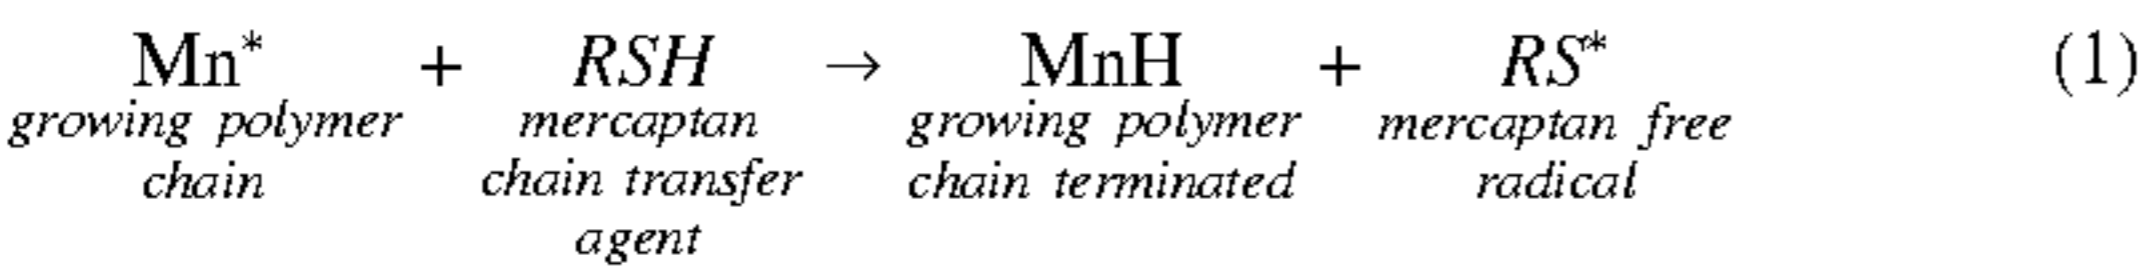 Mn* + RSH → MnH + RS* (1)
growing polymer mercaptan growing polymer mercaptan free
chain chain transfer chain terminated radical
agent